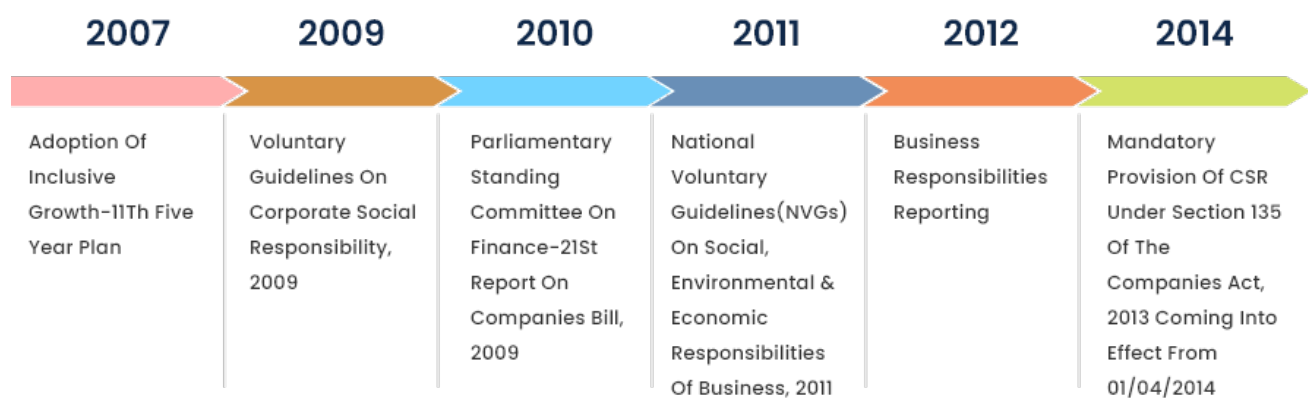 2007
2009
2010
2011
2012
2014
Adoption Of
Inclusive
Growth-11Th Five
Year Plan
Voluntary
Guidelines On
Corporate Social
Responsibility,
2009
Parliamentary
Standing
Committee On
Finance-21St
Report On
Companies Bill,
2009
National
Voluntary
Guidelines(NVGs)
On Social,
Environmental &
Economic
Responsibilities
Of Business, 2011
Business
Responsibilities
Reporting
Mandatory
Provision Of CSR
Under Section 135
Of The
Companies Act,
2013 Coming Into
Effect From
01/04/2014